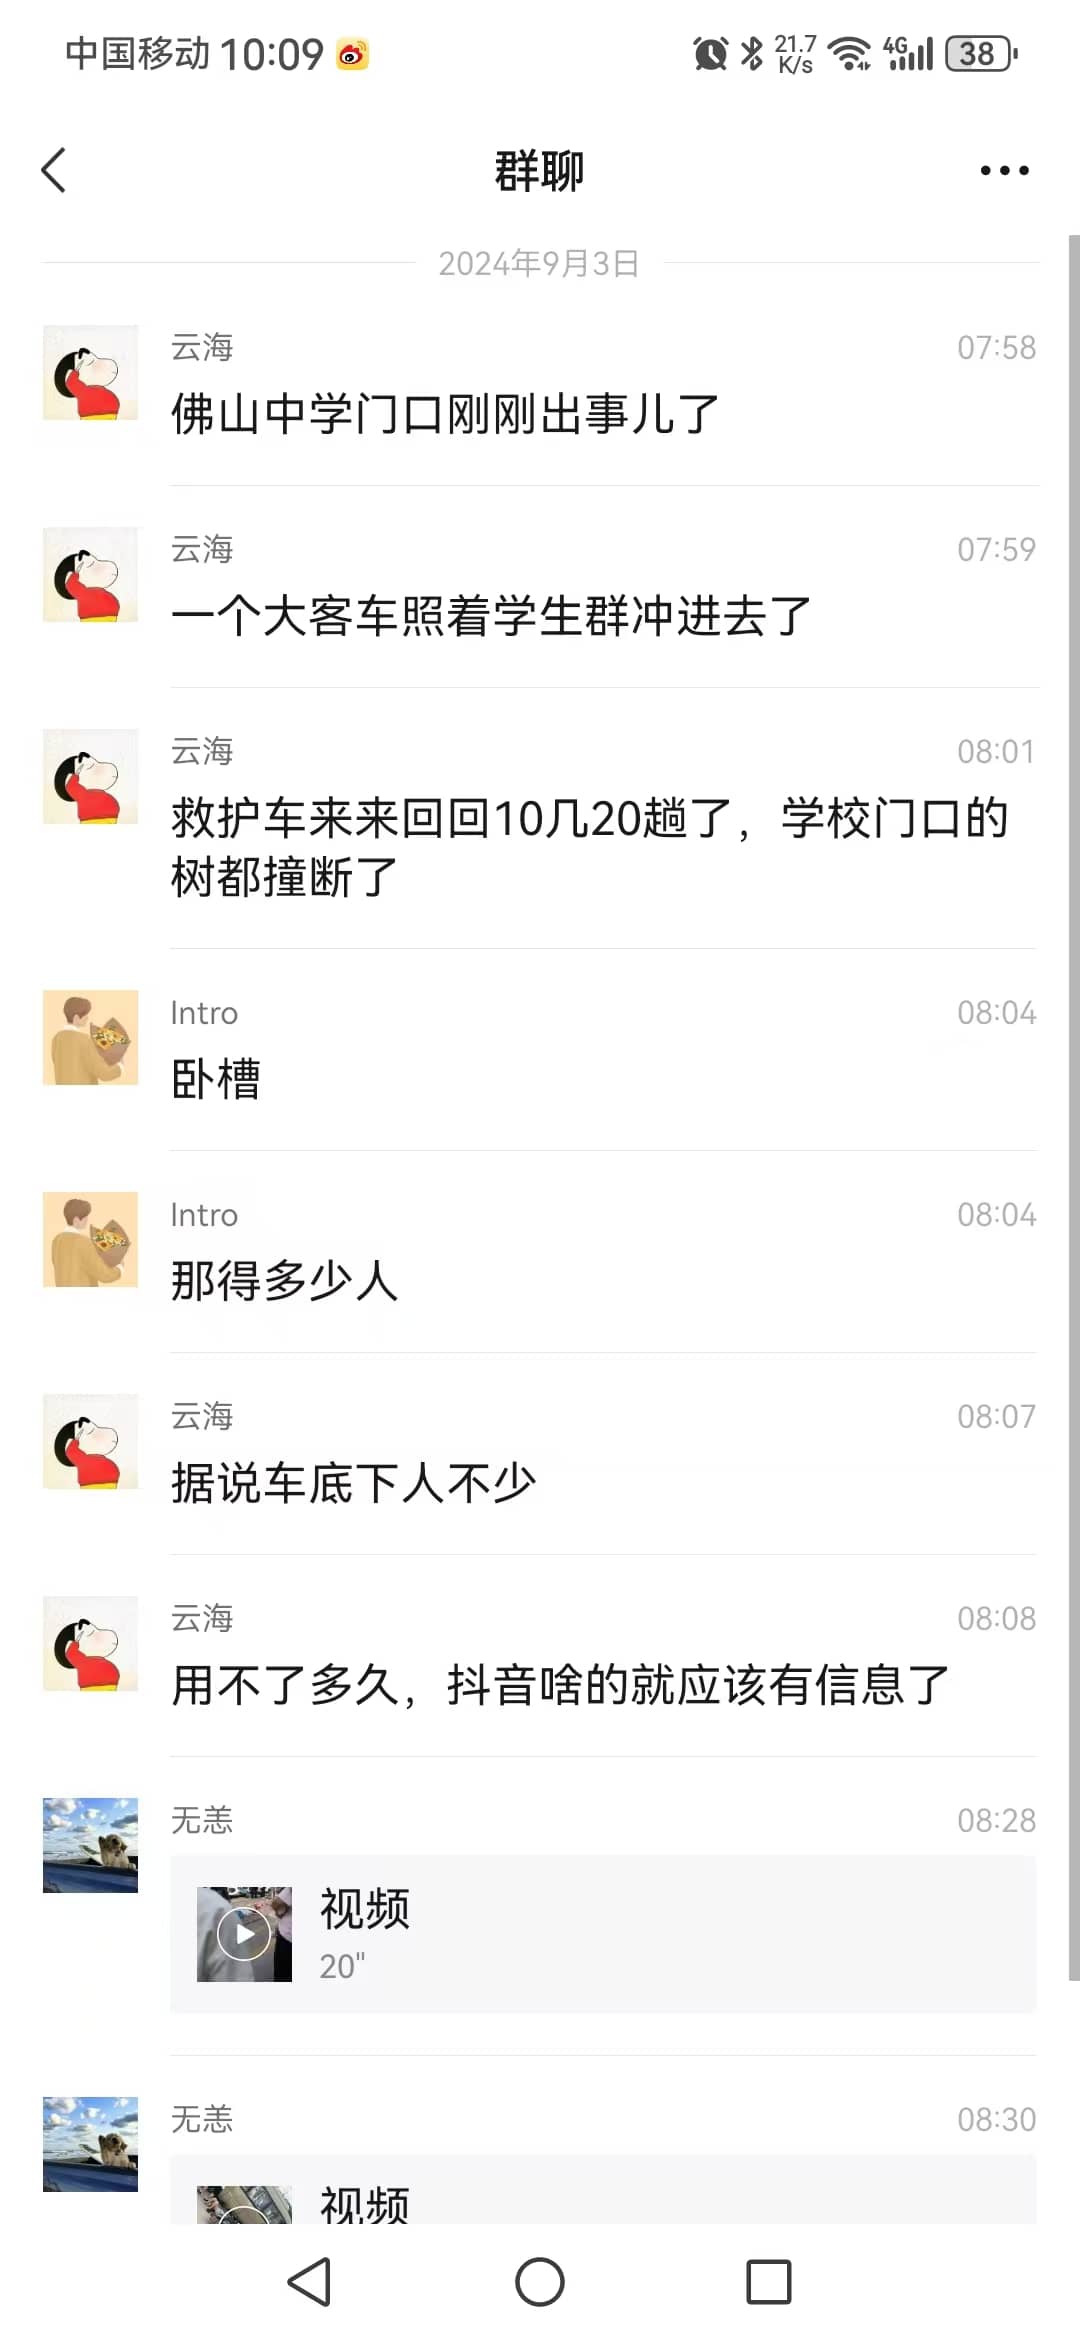 中国移动 10:09
21.7 K/s
4G
38
群聊
2024年9月3日
云海 07:58
佛山中学门口刚刚出事儿了
云海 07:59
一个大客车照着学生群冲进去了
云海 08:01
救护车来来回回10几20趟了，学校门口的
树都撞断了
Intro 08:04
卧槽
Intro 08:04
那得多少人
云海 08:07
据说车底下人不少
云海 08:08
用不了多久，抖音啥的就应该有信息了
无恙 08:28
视频
20"
无恙 08:30
视频